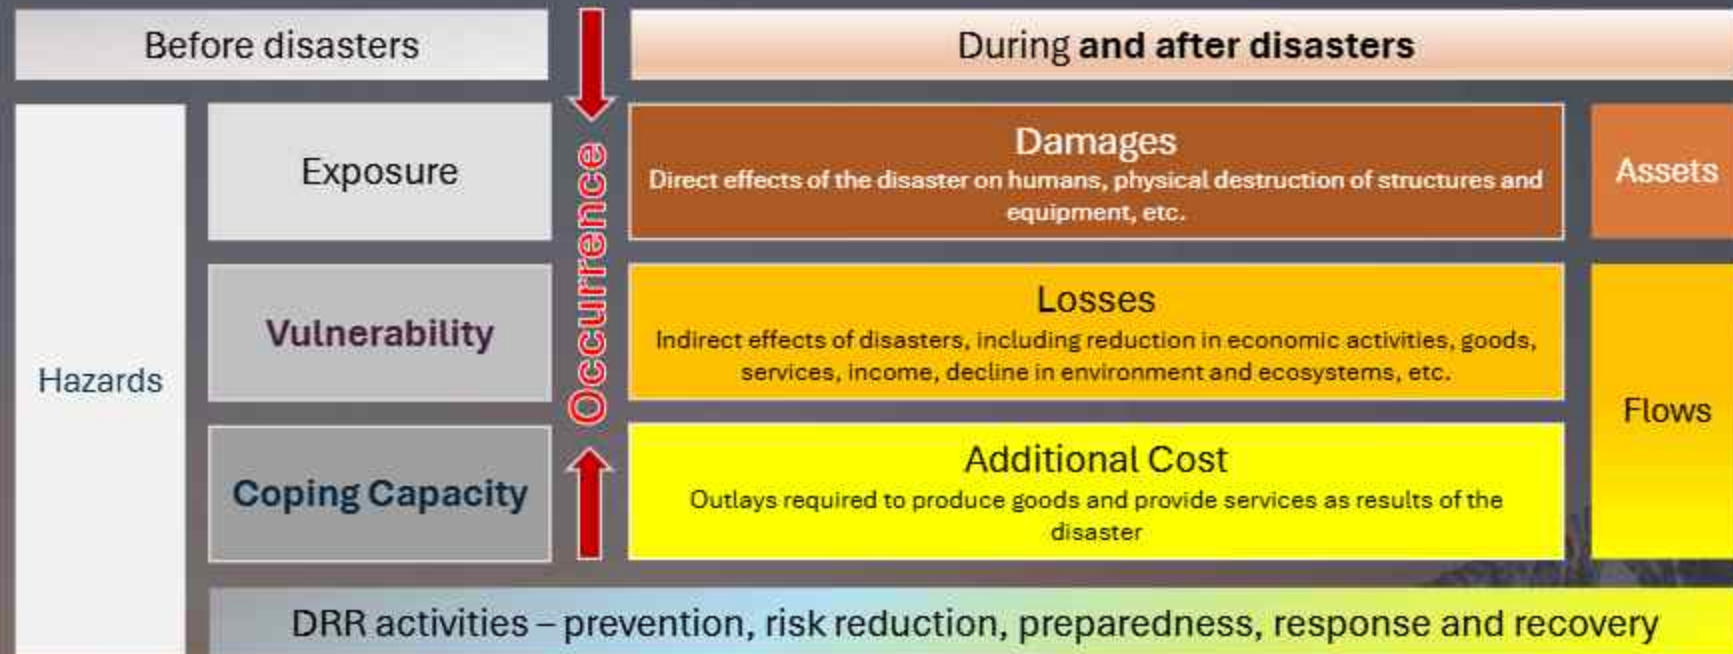 Before disasters
During and after disasters
Hazards
Exposure
Vulnerability
Coping Capacity
Occurrence
Damages
Direct effects of the disaster on humans, physical destruction of structures and
equipment, etc.
Assets
Losses
Indirect effects of disasters, including reduction in economic activities, goods,
services, income, decline in environment and ecosystems, etc.
Flows
Additional Cost
Outlays required to produce goods and provide services as results of the
disaster
DRR activities – prevention, risk reduction, preparedness, response and recovery